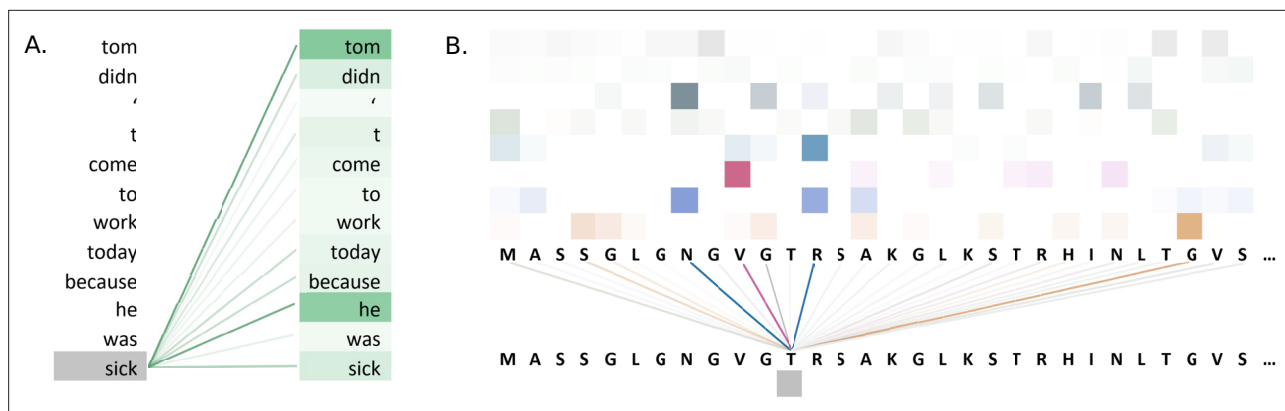 A.
tom tom
didn didn
‘ ‘
t t
come come
to to
work work
today today
because because
he he
was was
sick sick
B.
M A S S G L G N G V G T R S A K G L K S T R H I N L T G V S ...
M A S S G L G N G V G T R S A K G L K S T R H I N L T G V S ...